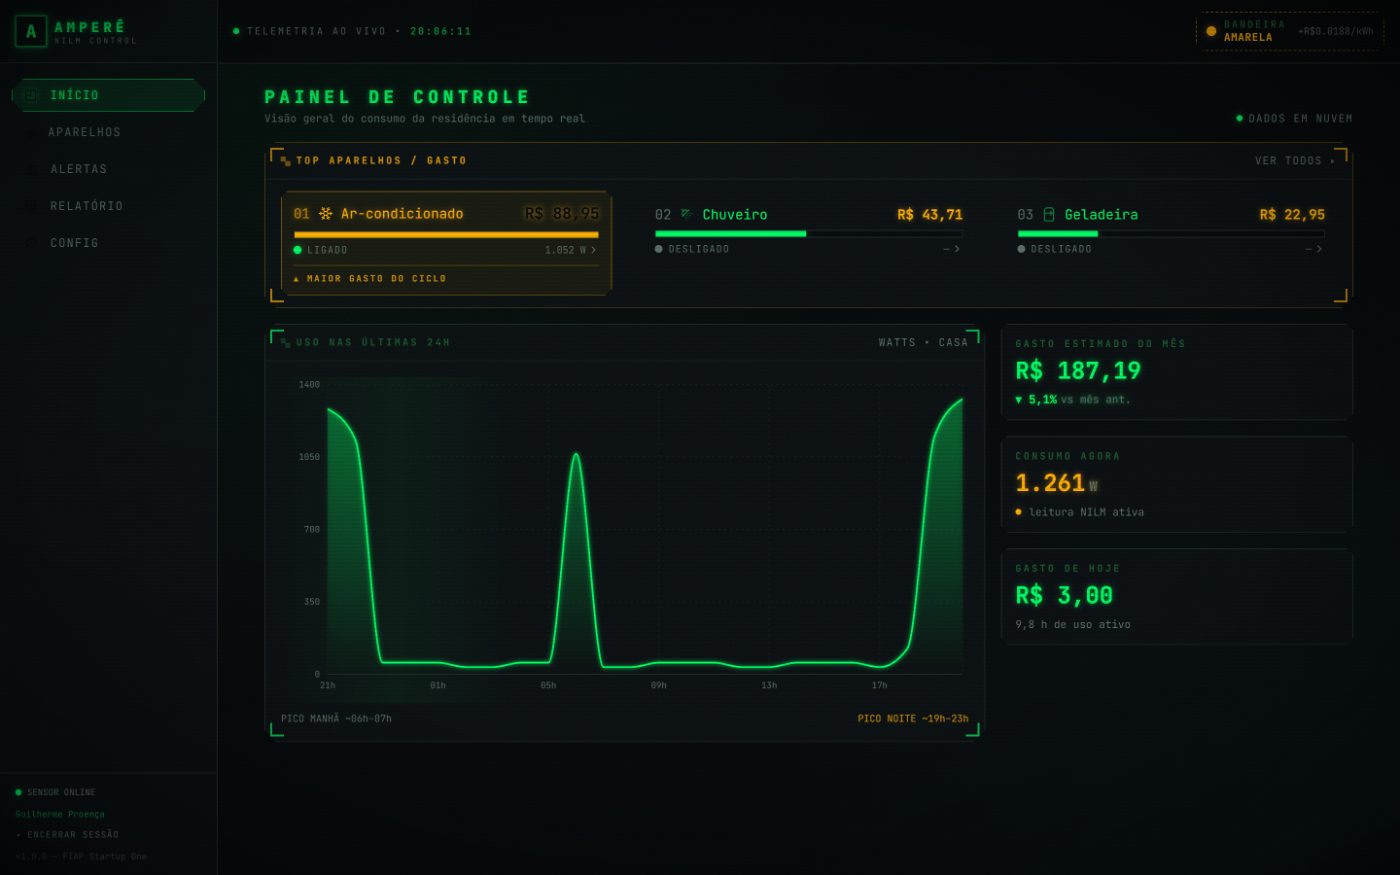 A AMPERÊ
NILM CONTROL
TELEMETRIA AO VIVO • 20:06:11
BANDEIRA
AMARELA
+R$0.0188/kWh
INÍCIO
APARELHOS
ALERTAS
RELATÓRIO
CONFIG
PAINEL DE CONTROLE
Visão geral do consumo da residência em tempo real
DADOS EM NUVEM
TOP APARELHOS / GASTO
VER TODOS ▸
01 Ar-condicionado R$ 88,95
LIGADO 1.052 W >
▲ MAIOR GASTO DO CICLO
02 Chuveiro R$ 43,71
DESLIGADO — >
03 Geladeira R$ 22,95
DESLIGADO — >
USO NAS ÚLTIMAS 24H
WATTS • CASA
1400
1050
700
350
0
21h 01h 05h 09h 13h 17h
PICO MANHÃ ~06h–07h
PICO NOITE ~19h–23h
GASTO ESTIMADO DO MÊS
R$ 187,19
▼ 5,1% vs mês ant.
CONSUMO AGORA
1.261 W
leitura NILM ativa
GASTO DE HOJE
R$ 3,00
9,8 h de uso ativo
SENSOR ONLINE
Guilherme Proença
▸ ENCERRAR SESSÃO
v1.0.0 — FIAP Startup One